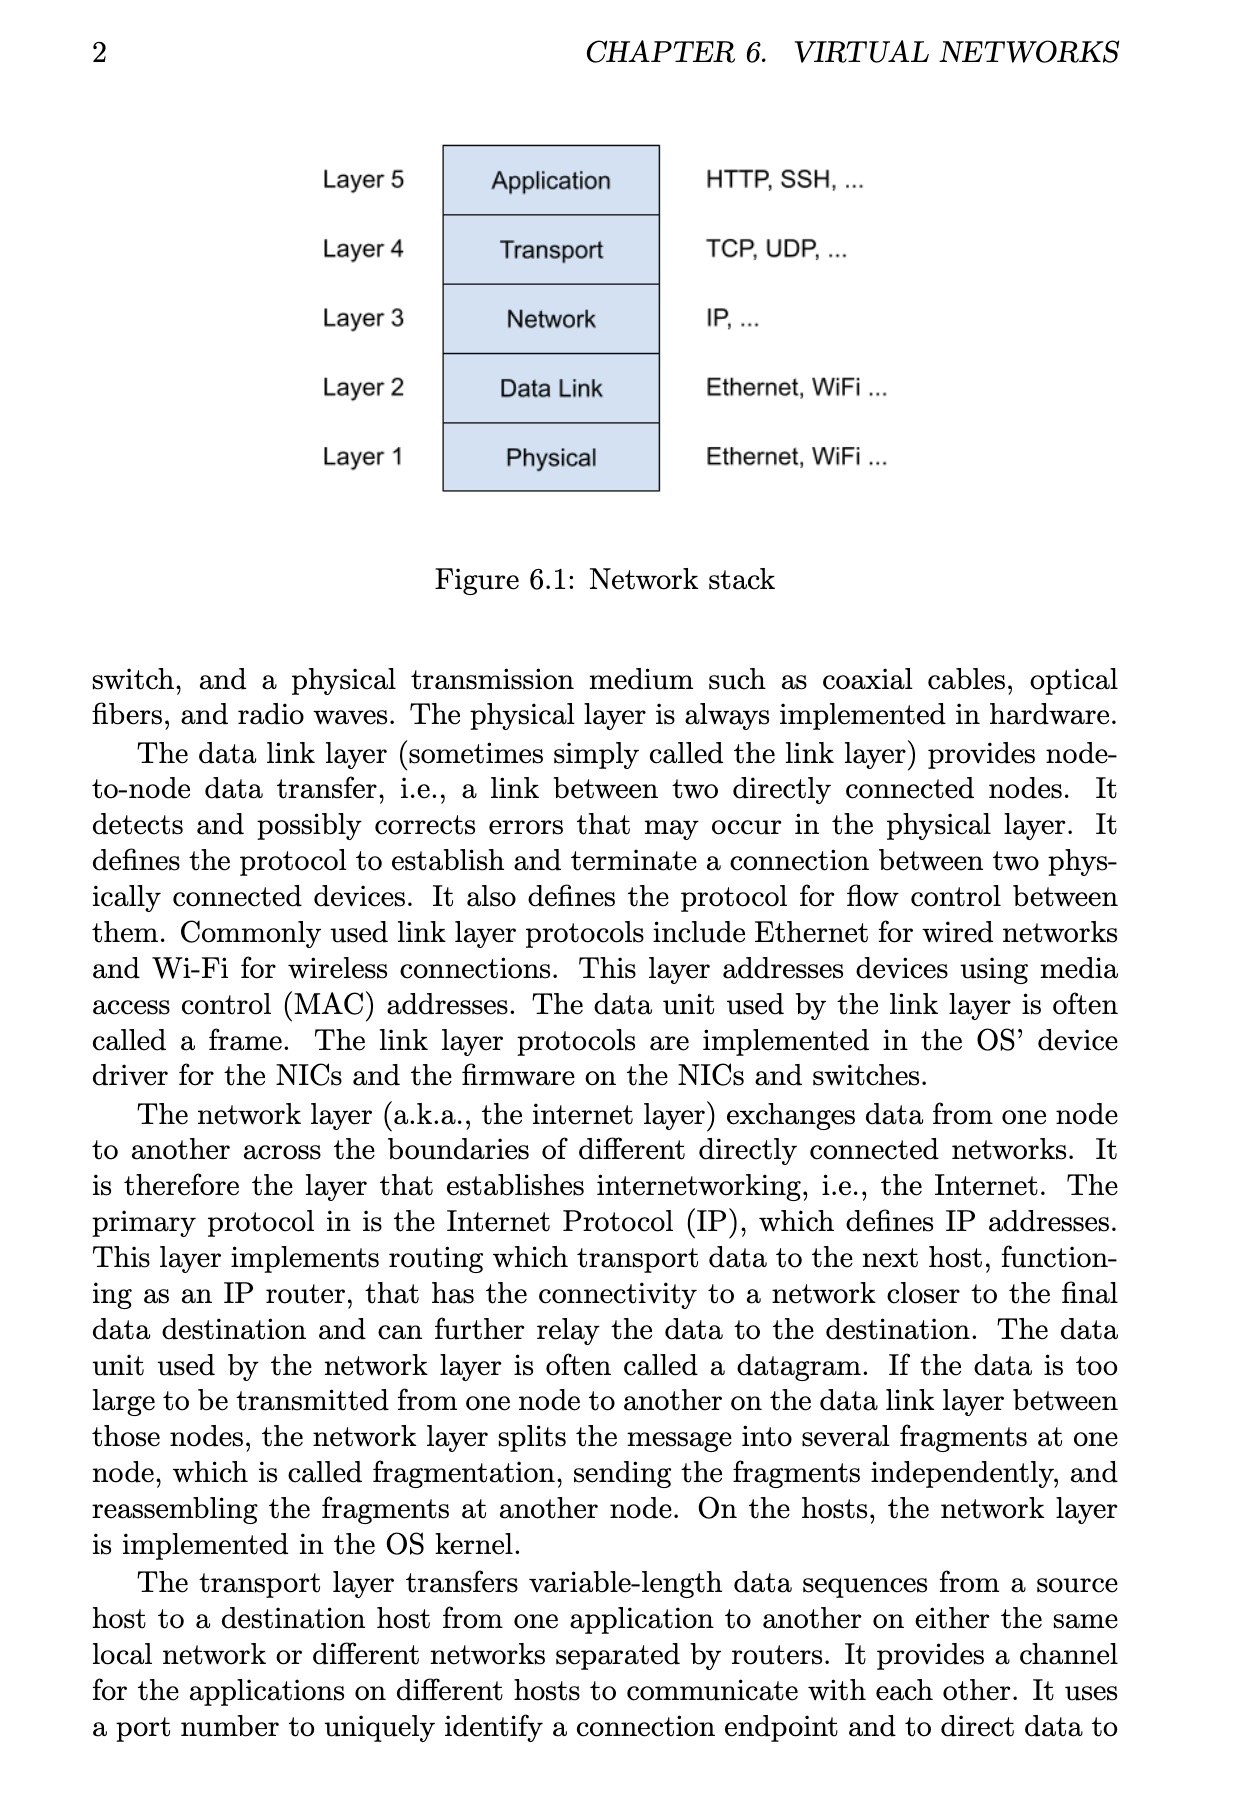 2 CHAPTER 6. VIRTUAL NETWORKS
Layer 5 Application HTTP, SSH, ...
Layer 4 Transport TCP, UDP, ...
Layer 3 Network IP, ...
Layer 2 Data Link Ethernet, WiFi ...
Layer 1 Physical Ethernet, WiFi ...
Figure 6.1: Network stack
switch, and a physical transmission medium such as coaxial cables, optical
fibers, and radio waves. The physical layer is always implemented in hardware.
The data link layer (sometimes simply called the link layer) provides node-
to-node data transfer, i.e., a link between two directly connected nodes. It
detects and possibly corrects errors that may occur in the physical layer. It
defines the protocol to establish and terminate a connection between two phys-
ically connected devices. It also defines the protocol for flow control between
them. Commonly used link layer protocols include Ethernet for wired networks
and Wi-Fi for wireless connections. This layer addresses devices using media
access control (MAC) addresses. The data unit used by the link layer is often
called a frame. The link layer protocols are implemented in the OS’ device
driver for the NICs and the firmware on the NICs and switches.
The network layer (a.k.a., the internet layer) exchanges data from one node
to another across the boundaries of different directly connected networks. It
is therefore the layer that establishes internetworking, i.e., the Internet. The
primary protocol in is the Internet Protocol (IP), which defines IP addresses.
This layer implements routing which transport data to the next host, function-
ing as an IP router, that has the connectivity to a network closer to the final
data destination and can further relay the data to the destination. The data
unit used by the network layer is often called a datagram. If the data is too
large to be transmitted from one node to another on the data link layer between
those nodes, the network layer splits the message into several fragments at one
node, which is called fragmentation, sending the fragments independently, and
reassembling the fragments at another node. On the hosts, the network layer
is implemented in the OS kernel.
The transport layer transfers variable-length data sequences from a source
host to a destination host from one application to another on either the same
local network or different networks separated by routers. It provides a channel
for the applications on different hosts to communicate with each other. It uses
a port number to uniquely identify a connection endpoint and to direct data to